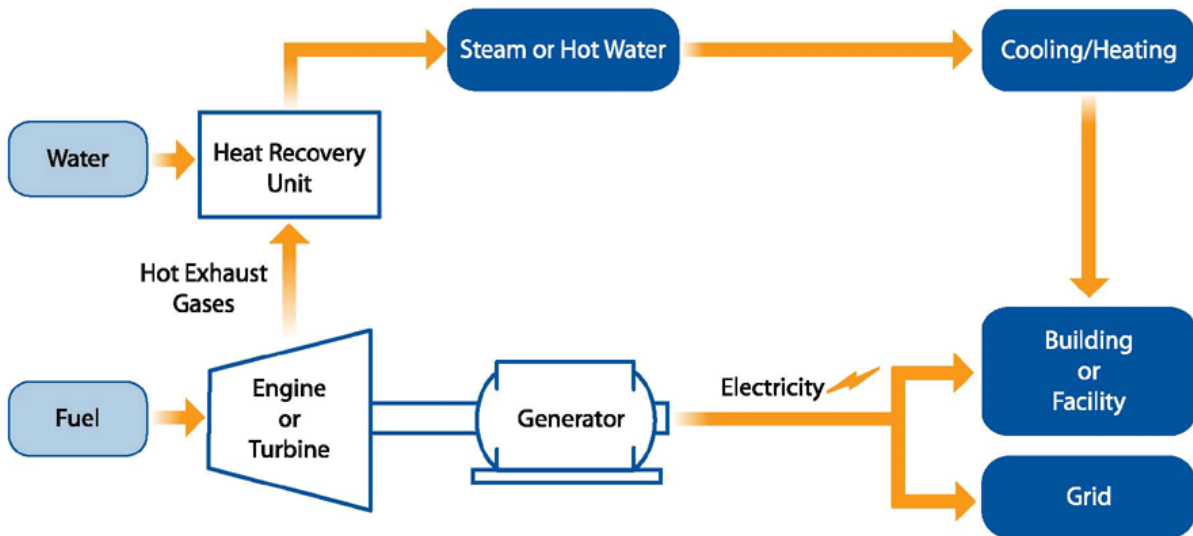 Steam or Hot Water
Cooling/Heating
Water
Heat Recovery
Unit
Hot Exhaust
Gases
Fuel
Engine
or
Turbine
Generator
Electricity
Building
or
Facility
Grid